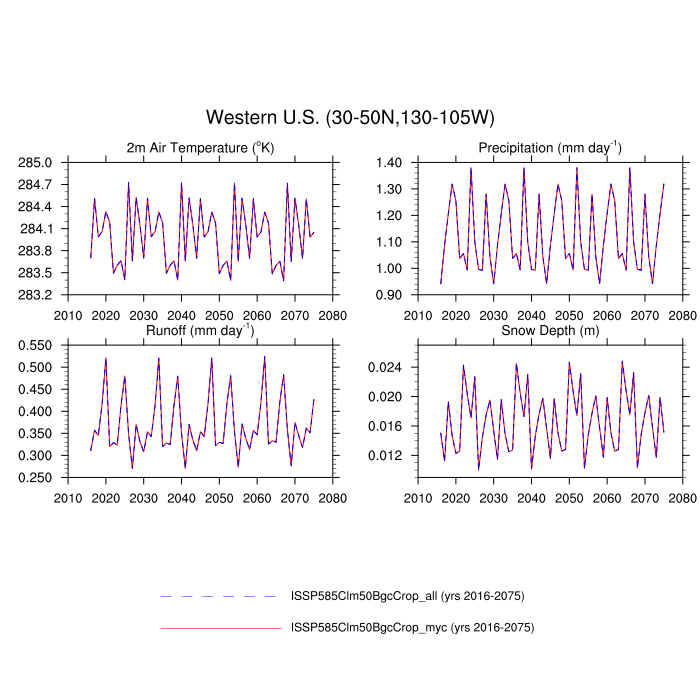 Western U.S. (30-50N,130-105W)
2m Air Temperature (°K)
Precipitation (mm day-1)
285.0
284.7
284.4
284.1
283.8
283.5
283.2
2010 2020 2030 2040 2050 2060 2070 2080
1.40
1.30
1.20
1.10
1.00
0.90
2010 2020 2030 2040 2050 2060 2070 2080
Runoff (mm day-1)
Snow Depth (m)
0.550
0.500
0.450
0.400
0.350
0.300
0.250
2010 2020 2030 2040 2050 2060 2070 2080
0.024
0.020
0.016
0.012
2010 2020 2030 2040 2050 2060 2070 2080
ISSP585Clm50BgcCrop_all (yrs 2016-2075)
ISSP585Clm50BgcCrop_myc (yrs 2016-2075)